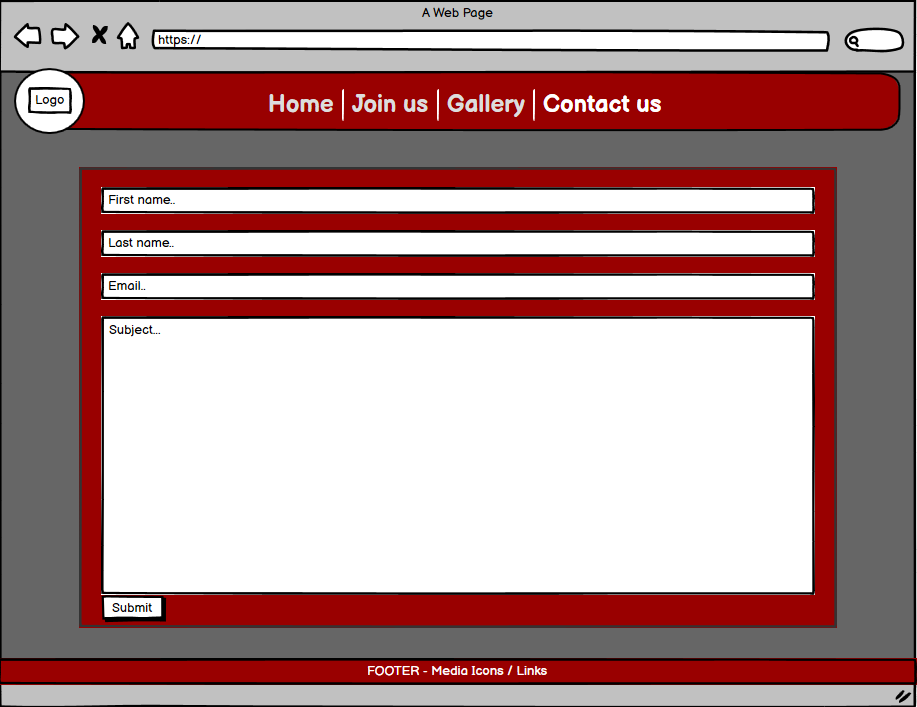 A Web Page
https://
Logo
Home Join us Gallery Contact us
First name..
Last name..
Email..
Subject...
Submit
FOOTER - Media Icons / Links